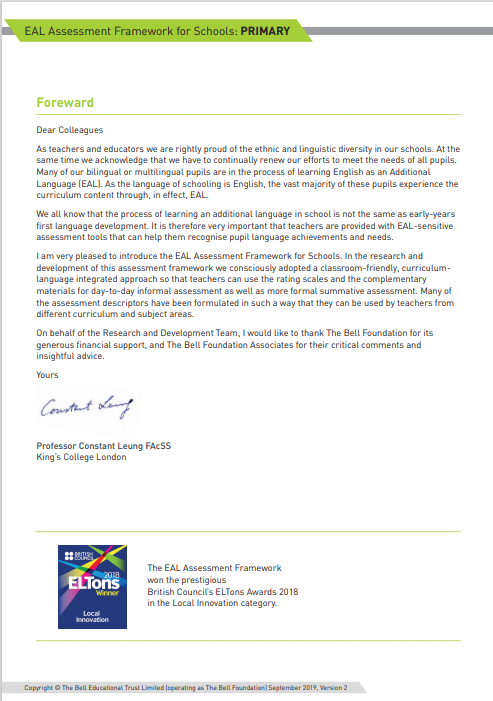 EAL Assessment Framework for Schools: PRIMARY
Foreward
Dear Colleagues
As teachers and educators we are rightly proud of the ethnic and linguistic diversity in our schools. At the
same time we acknowledge that we have to continually renew our efforts to meet the needs of all pupils.
Many of our bilingual or multilingual pupils are in the process of learning English as an Additional
Language (EAL). As the language of schooling is English, the vast majority of these pupils experience the
curriculum content through, in effect, EAL.
We all know that the process of learning an additional language in school is not the same as early-years
first language development. It is therefore very important that teachers are provided with EAL-sensitive
assessment tools that can help them recognise pupil language achievements and needs.
I am very pleased to introduce the EAL Assessment Framework for Schools. In the research and
development of this assessment framework we consciously adopted a classroom-friendly, curriculum-
language integrated approach so that teachers can use the rating scales and the complementary
materials for day-to-day informal assessment as well as more formal summative assessment. Many of
the assessment descriptors have been formulated in such a way that they can be used by teachers from
different curriculum and subject areas.
On behalf of the Research and Development Team, I would like to thank The Bell Foundation for its
generous financial support, and The Bell Foundation Associates for their critical comments and
insightful advice.
Yours
Constant Leung
Professor Constant Leung FAcSS
King's College London
BRITISH
COUNCIL
2018
ELTons
Winner
Local
Innovation
The EAL Assessment Framework
won the prestigious
British Council's ELTons Awards 2018
in the Local Innovation category.
Copyright © The Bell Educational Trust Limited (operating as The Bell Foundation) September 2019, Version 2